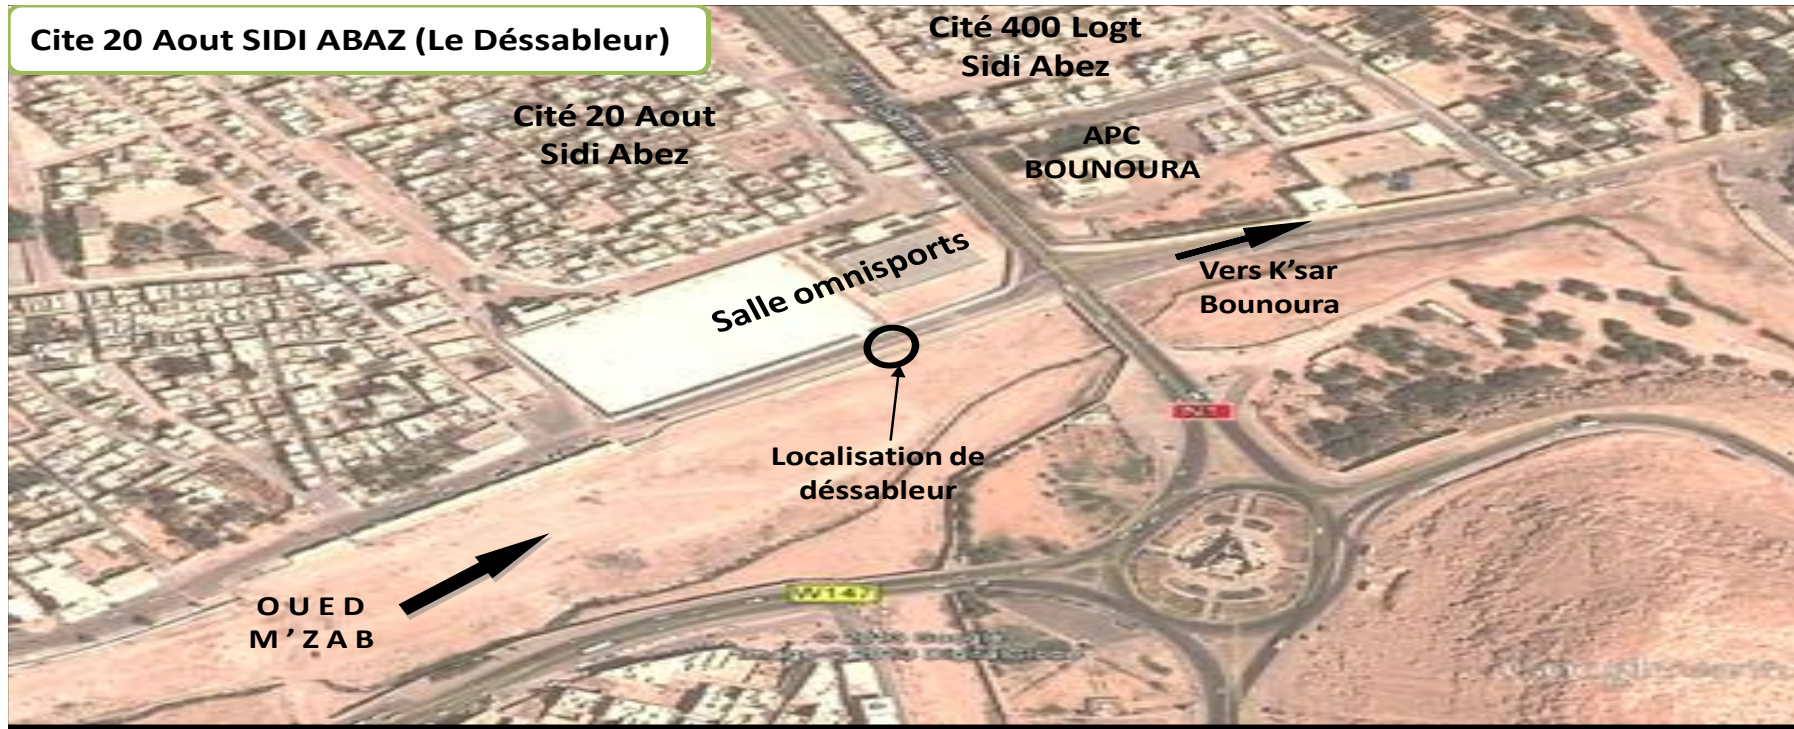 Cite 20 Aout SIDI ABAZ (Le Déssableur)
Cité 400 Logt
Sidi Abez
Cité 20 Aout
Sidi Abez
APC
BOUNOURA
Salle omnisports
Vers K'sar
Bounoura
N1
Localisation de
déssableur
W147
OUED
M'ZAB